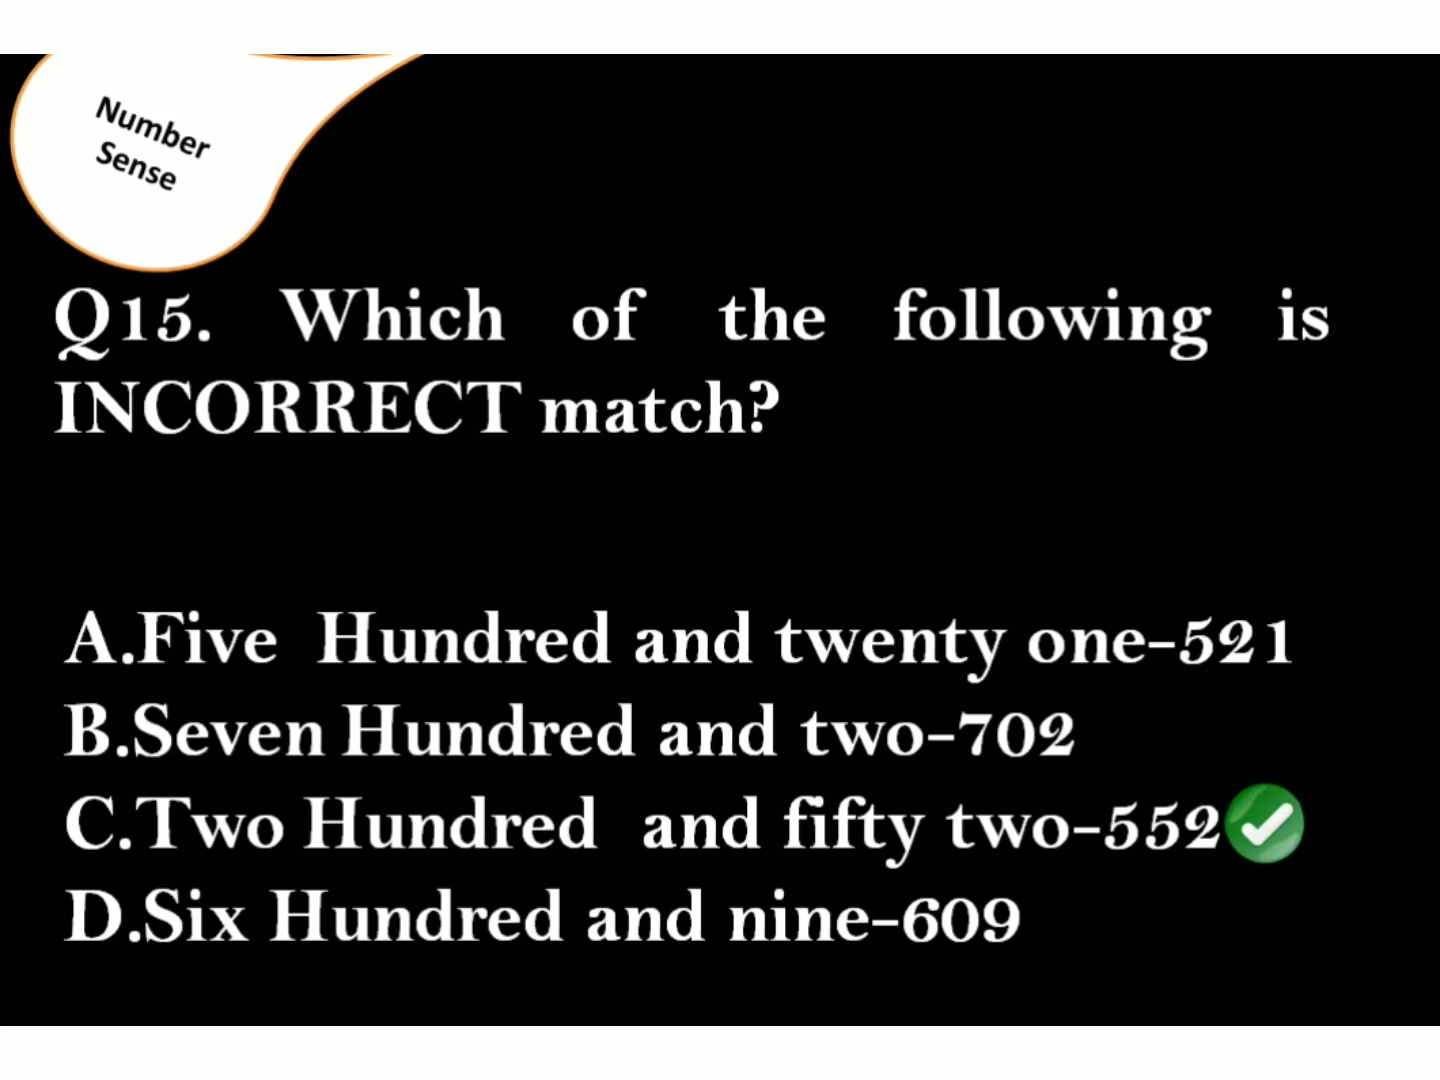 Number
Sense
Q15. Which of the following is
INCORRECT match?
A.Five Hundred and twenty one-521
B.Seven Hundred and two-702
C.Two Hundred and fifty two-552
D.Six Hundred and nine-609